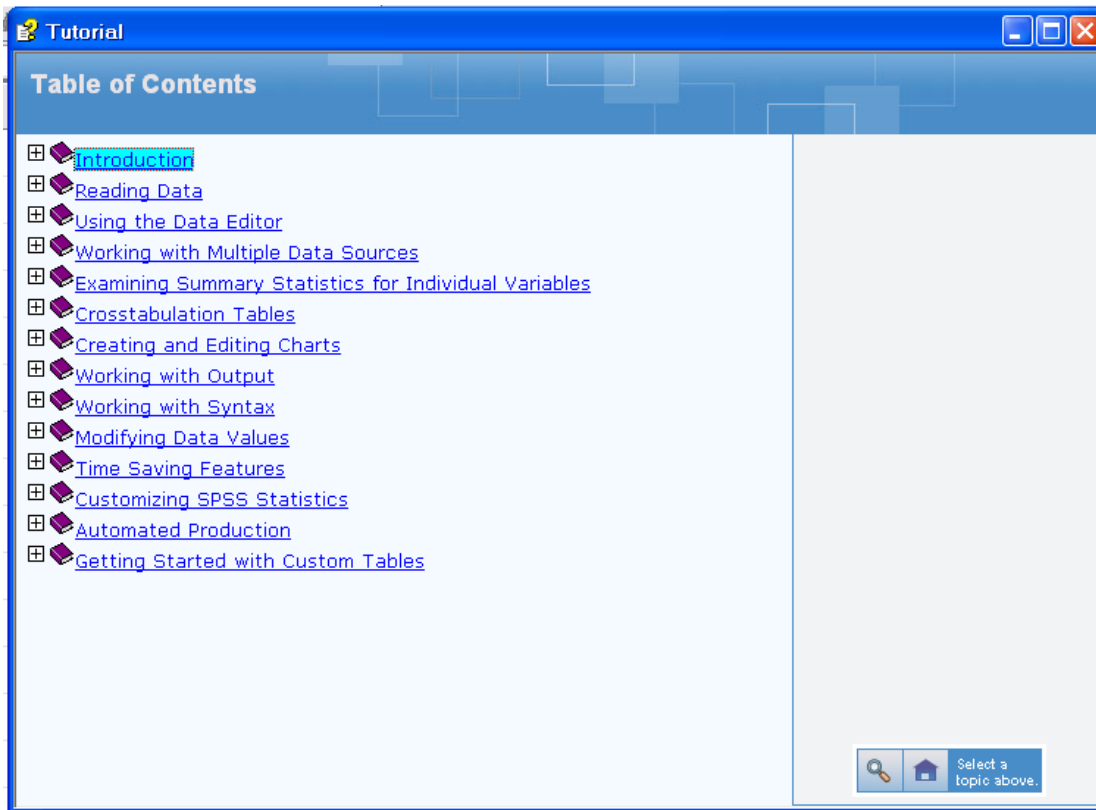 Tutorial
Table of Contents
Introduction
Reading Data
Using the Data Editor
Working with Multiple Data Sources
Examining Summary Statistics for Individual Variables
Crosstabulation Tables
Creating and Editing Charts
Working with Output
Working with Syntax
Modifying Data Values
Time Saving Features
Customizing SPSS Statistics
Automated Production
Getting Started with Custom Tables
Select a
topic above.